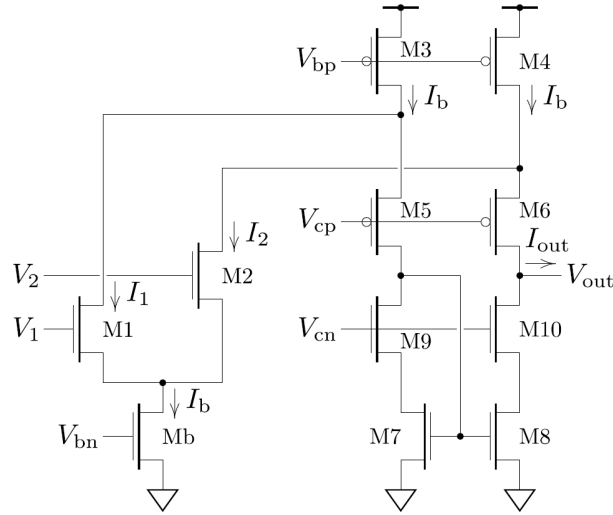 M3
M4
V_bp
I_b
I_b
M5
M6
V_cp
I_2
I_out
V_2
M2
V_out
I_1
V_1
M1
V_cn
M9
M10
I_b
V_bn
Mb
M7
M8